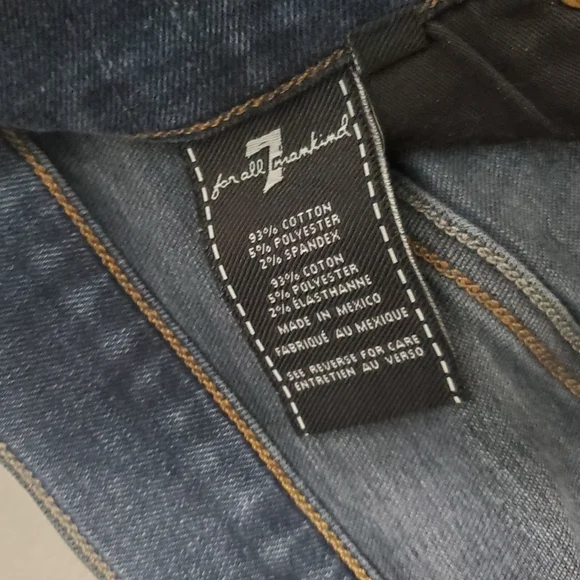 for all 7 mankind
93% COTTON
5% POLYESTER
2% SPANDEX
93% COTON
5% POLYESTER
2% ELASTHANNE
MADE IN MEXICO
FABRIQUÉ AU MEXIQUE
SEE REVERSE FOR CARE
ENTRETIEN AU VERSO